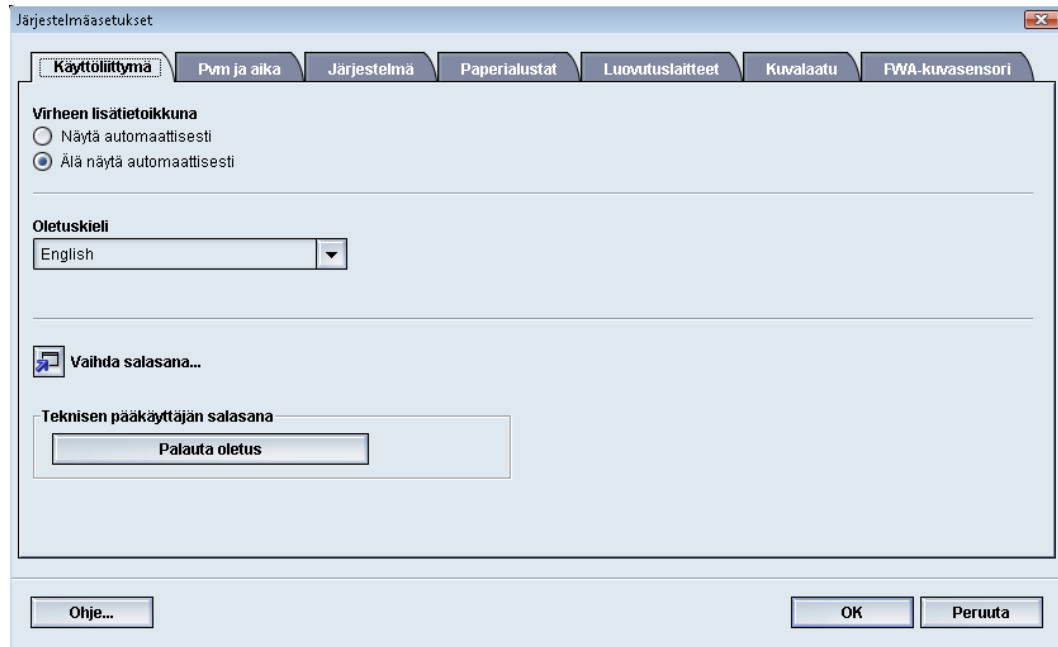 Järjestelmäasetukset
Käyttöliittymä Pvm ja aika Järjestelmä Paperialustat Luovutuslaitteet Kuvalaatu FWA-kuvasensori
Virheen lisätietoikkuna
Näytä automaattisesti
Älä näytä automaattisesti
Oletuskieli
English
Vaihda salasana...
Teknisen pääkäyttäjän salasana
Palauta oletus
Ohje... OK Peruuta